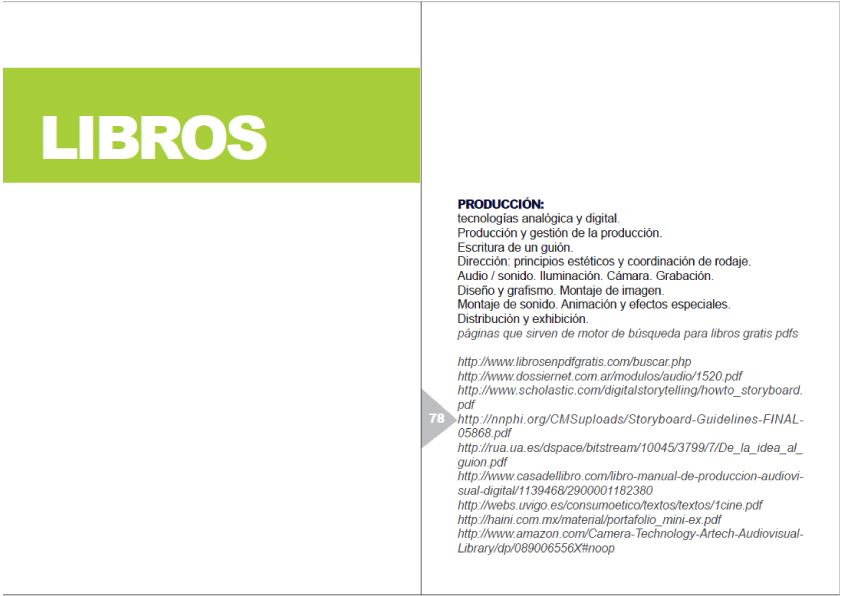 LIBROS
PRODUCCIÓN:
tecnologías analógica y digital.
Producción y gestión de la producción.
Escritura de un guión.
Dirección: principios estéticos y coordinación de rodaje.
Audio / sonido. Iluminación. Cámara. Grabación.
Diseño y grafismo. Montaje de imagen.
Montaje de sonido. Animación y efectos especiales.
Distribución y exhibición.
páginas que sirven de motor de búsqueda para libros gratis pdfs
http://www.librosenpdfgratis.com/buscar.php
http://www.dossiernet.com.ar/modulos/audio/1520.pdf
http://www.scholastic.com/digitalstorytelling/howto_storyboard.
pdf
78
http://nnphi.org/CMSuploads/Storyboard-Guidelines-FINAL-
05868.pdf
http://rua.ua.es/dspace/bitstream/10045/3799/7/De_la_idea_al_
guion.pdf
http://www.casadellibro.com/libro-manual-de-produccion-audiovi-
sual-digital/1139468/2900001182380
http://webs.uvigo.es/consumoetico/textos/textos/1cine.pdf
http://haini.com.mx/material/portafolio_mini-ex.pdf
http://www.amazon.com/Camera-Technology-Artech-Audiovisual-
Library/dp/089006556X#noop